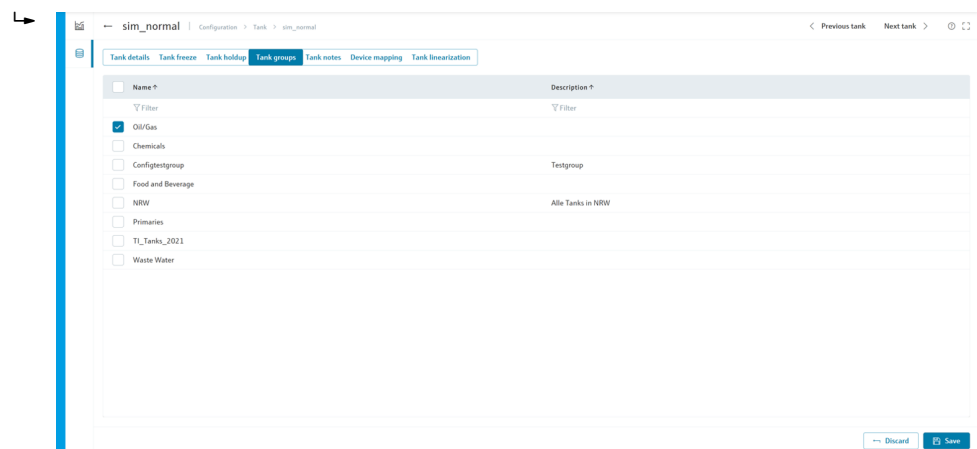 sim_normal | Configuration > Tank > sim_normal < Previous tank Next tank >
Tank details Tank freeze Tank holdup Tank groups Tank notes Device mapping Tank linearization
Name ↑ Description ↑
Filter Filter
Oil/Gas
Chemicals
Configtestgroup Testgroup
Food and Beverage
NRW Alle Tanks in NRW
Primaries
TI_Tanks_2021
Waste Water
Discard Save